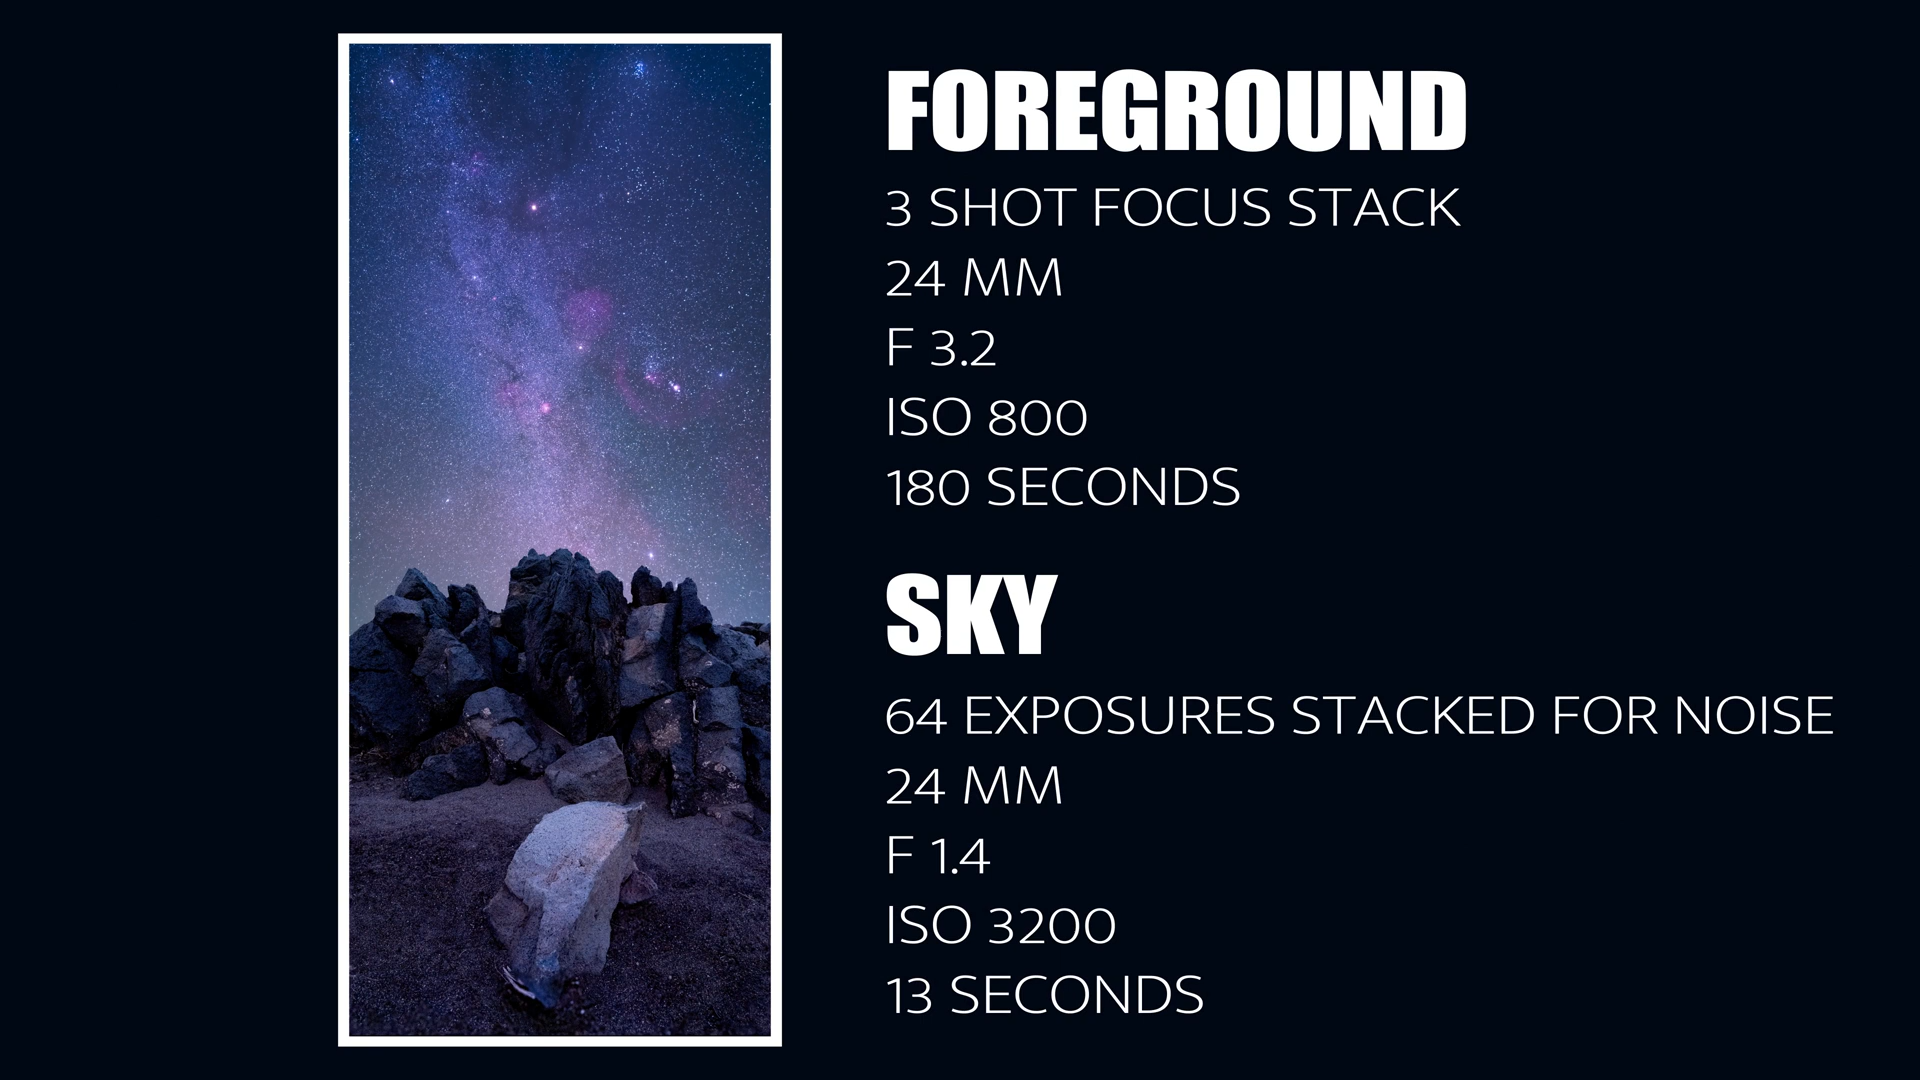 FOREGROUND
3 SHOT FOCUS STACK
24 MM
F 3.2
ISO 800
180 SECONDS
SKY
64 EXPOSURES STACKED FOR NOISE
24 MM
F 1.4
ISO 3200
13 SECONDS